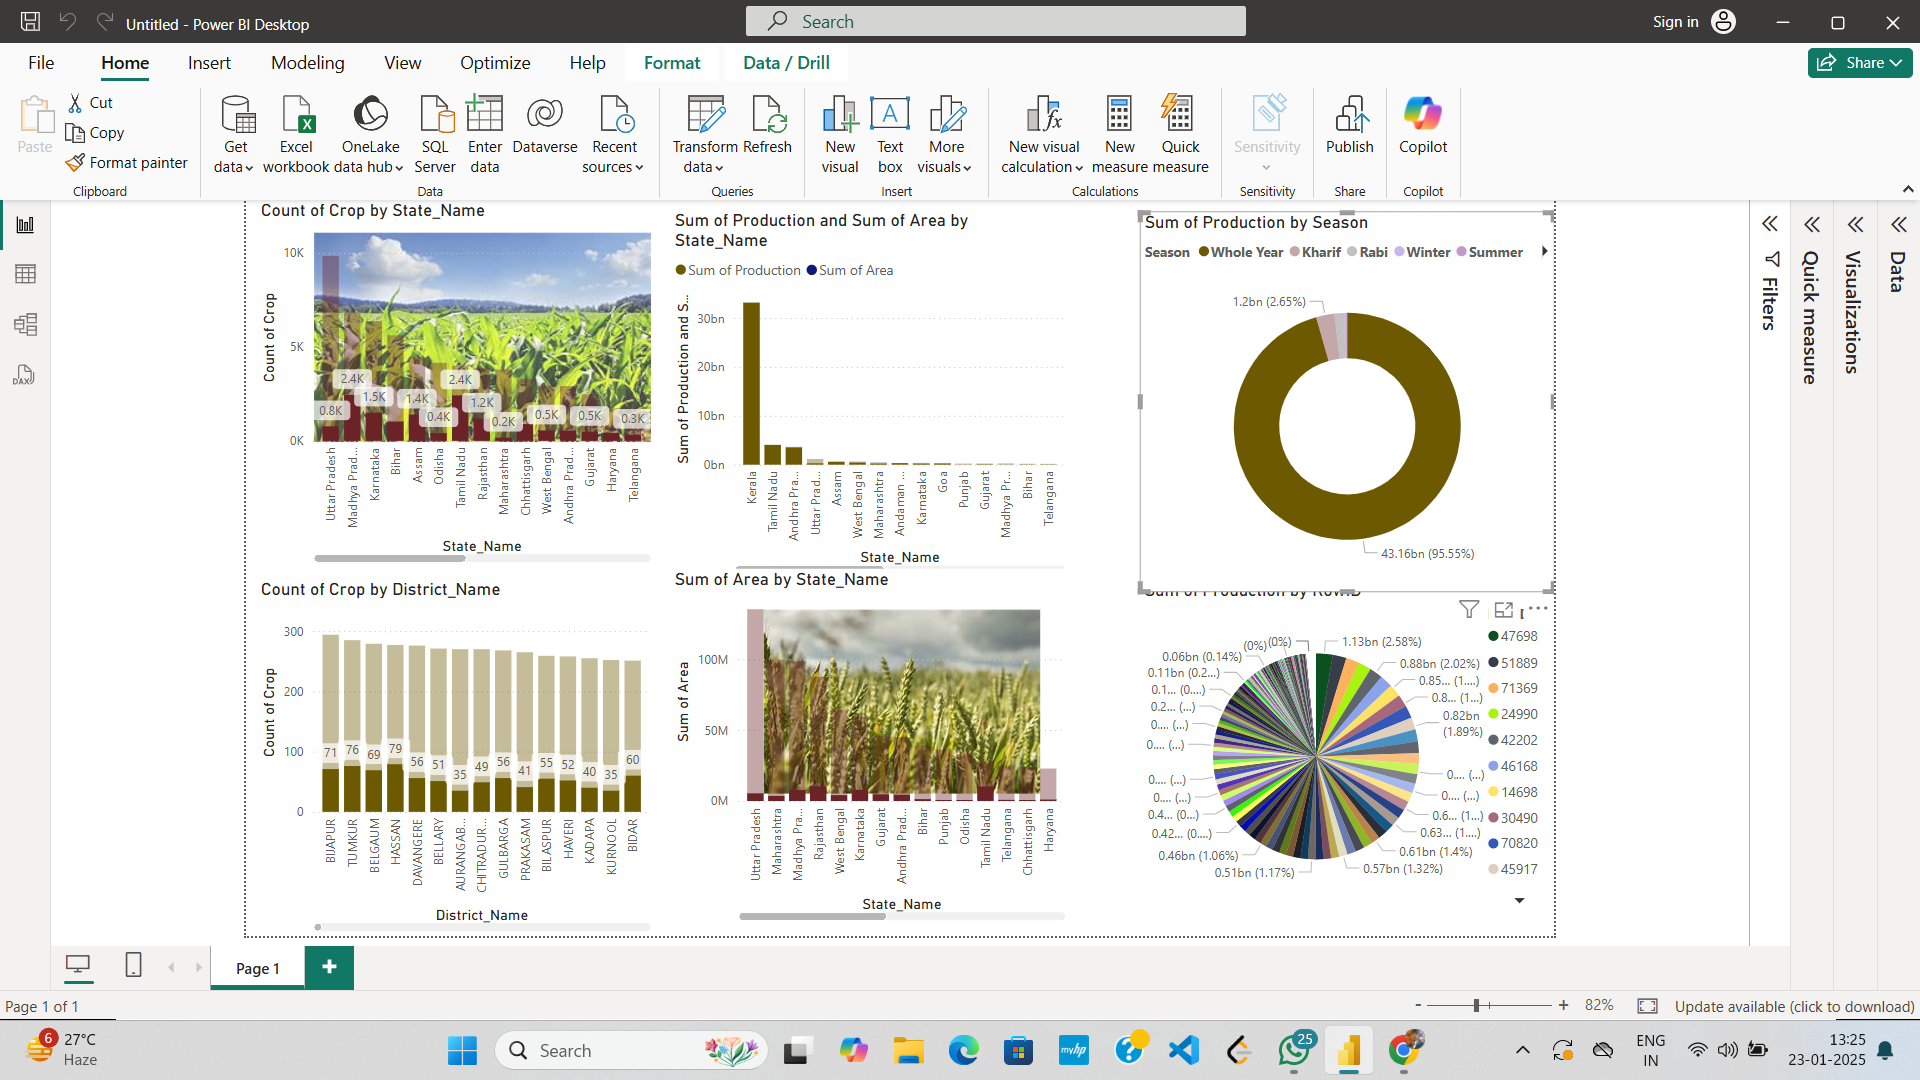 Untitled - Power BI Desktop
Search
Sign in
File Home Insert Modeling View Optimize Help Format Data / Drill
Share
Paste
Cut
Copy
Format painter
Clipboard
Get data
Excel workbook
OneLake data hub
SQL Server
Enter data
Dataverse
Recent sources
Data
Transform data
Refresh
Queries
New visual
Text box
More visuals
Insert
New visual calculation
New measure
Quick measure
Calculations
Sensitivity
Sensitivity
Publish
Share
Copilot
Copilot
Count of Crop by State_Name
Count of Crop
10K
5K
0K
0.8K
2.4K
1.5K
1.4K
0.4K
2.4K
1.2K
0.2K
0.5K
0.5K
0.3K
Uttar Pradesh
Madhya Prad...
Karnataka
Bihar
Assam
Odisha
Tamil Nadu
Rajasthan
Maharashtra
Chhattisgarh
West Bengal
Andhra Prad...
Gujarat
Haryana
Telangana
State_Name
Sum of Production and Sum of Area by
State_Name
Sum of Production Sum of Area
Sum of Production and S...
30bn
20bn
10bn
0bn
Kerala
Tamil Nadu
Andhra Pra...
Uttar Prad...
Assam
West Bengal
Maharashtra
Andaman ...
Karnataka
Goa
Punjab
Gujarat
Madhya Pr...
Bihar
Telangana
State_Name
Sum of Production by Season
Season Whole Year Kharif Rabi Winter Summer
1.2bn (2.65%)
43.16bn (95.55%)
Count of Crop by District_Name
Count of Crop
300
200
100
0
71
76
69
79
56
51
35
49
56
41
55
52
40
35
60
BIJAPUR
TUMKUR
BELGAUM
HASSAN
DAVANGERE
BELLARY
AURANGAB...
CHITRADUR...
GULBARGA
PRAKASAM
BILASPUR
HAVERI
KADAPA
KURNOOL
BIDAR
District_Name
Sum of Area by State_Name
Sum of Area
100M
50M
0M
Uttar Pradesh
Maharashtra
Madhya Pra...
Rajasthan
West Bengal
Karnataka
Gujarat
Andhra Prad...
Bihar
Punjab
Odisha
Tamil Nadu
Telangana
Chhattisgarh
Haryana
State_Name
Sum of Production by RowID
(0%)
(0%)
1.13bn (2.58%)
0.06bn (0.14%)
0.88bn (2.02%)
0.11bn (0.2...)
0.85... (1....)
0.1... (0....)
0.8... (1...)
0.2... (...)
0.82bn
(1.89%)
0.... (...)
0.... (...)
0.... (...)
0.... (...)
0.... (...)
0.... (...)
0.4... (0...)
0.6... (1...)
0.42... (0....)
0.63... (1....)
0.46bn (1.06%)
0.61bn (1.4%)
0.51bn (1.17%)
0.57bn (1.32%)
47698
51889
71369
24990
42202
46168
14698
30490
70820
45917
Filters
Quick measure
Visualizations
Data
DAX
Page 1
Page 1 of 1
- + 82%
Update available (click to download)
6
27°C
Haze
Search
myhp
25
ENG
IN
13:25
23-01-2025